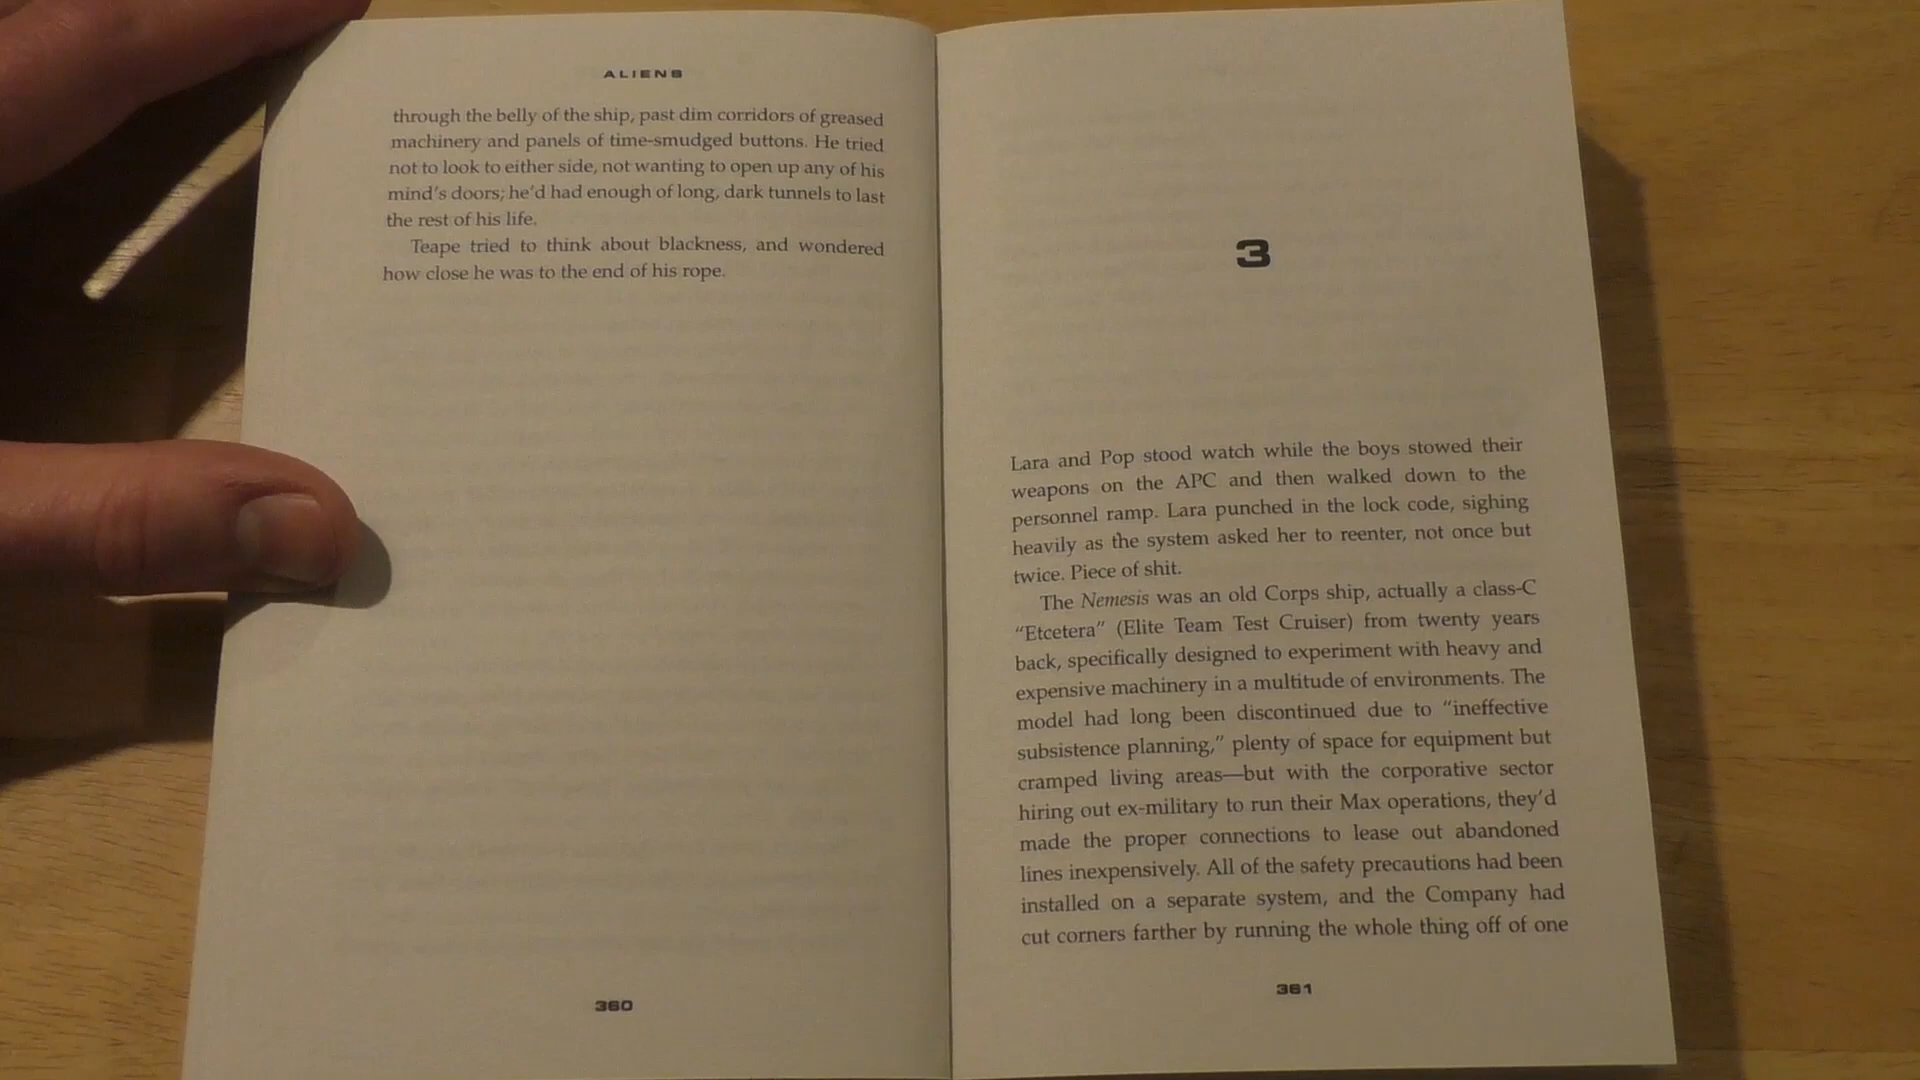 ALIENS
through the belly of the ship, past dim corridors of greased
machinery and panels of time-smudged buttons. He tried
not to look to either side, not wanting to open up any of his
mind's doors; he'd had enough of long, dark tunnels to last
the rest of his life.
Teape tried to think about blackness, and wondered
how close he was to the end of his rope.
360
3
Lara and Pop stood watch while the boys stowed their
weapons on the APC and then walked down to the
personnel ramp. Lara punched in the lock code, sighing
heavily as the system asked her to reenter, not once but
twice. Piece of shit.
The Nemesis was an old Corps ship, actually a class-C
“Etcetera” (Elite Team Test Cruiser) from twenty years
back, specifically designed to experiment with heavy and
expensive machinery in a multitude of environments. The
model had long been discontinued due to “ineffective
subsistence planning,” plenty of space for equipment but
cramped living areas—but with the corporative sector
hiring out ex-military to run their Max operations, they'd
made the proper connections to lease out abandoned
lines inexpensively. All of the safety precautions had been
installed on a separate system, and the Company had
cut corners farther by running the whole thing off of one
361